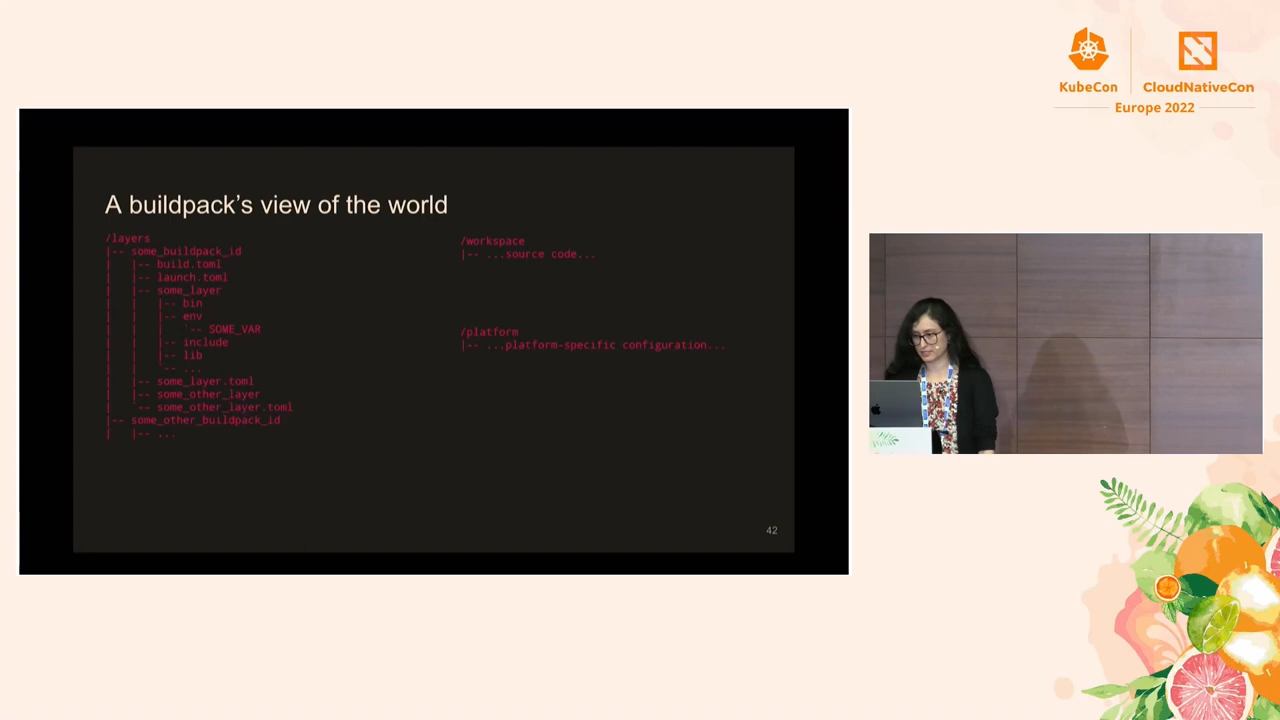 KubeCon
CloudNativeCon
Europe 2022
A buildpack's view of the world
/layers
|-- some_buildpack_id
|   |-- build.toml
|   |-- launch.toml
|   |-- some_layer
|   |   |-- bin
|   |   |-- env
|   |   |   `-- SOME_VAR
|   |   |-- include
|   |   |-- lib
|   |   `-- ...
|   |-- some_layer.toml
|   |-- some_other_layer
|   `-- some_other_layer.toml
|-- some_other_buildpack_id
|   |-- ...
/workspace
|-- ...source code...
/platform
|-- ...platform-specific configuration...
42